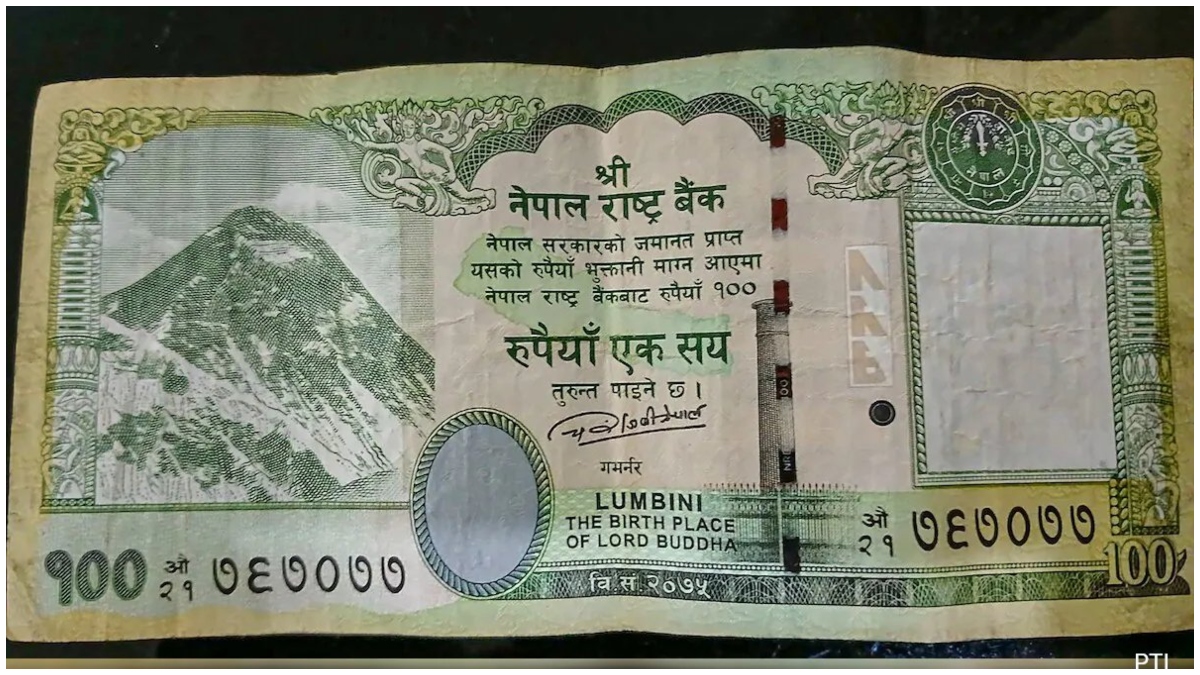 श्री
नेपाल राष्ट्र बैंक
नेपाल सरकारको जमानत प्राप्त
यसको रुपैयाँ भुक्तानी माग्न आएमा
नेपाल राष्ट्र बैंकबाट रुपैयाँ १००
रुपैयाँ एक सय
तुरुन्त पाइने छ।
गभर्नर
LUMBINI
THE BIRTH PLACE
OF LORD BUDDHA
वि.सं.२०७५
१०० औ २१ ७६७०७७
औ २१ ७६७०७७
100
NRB
PTI